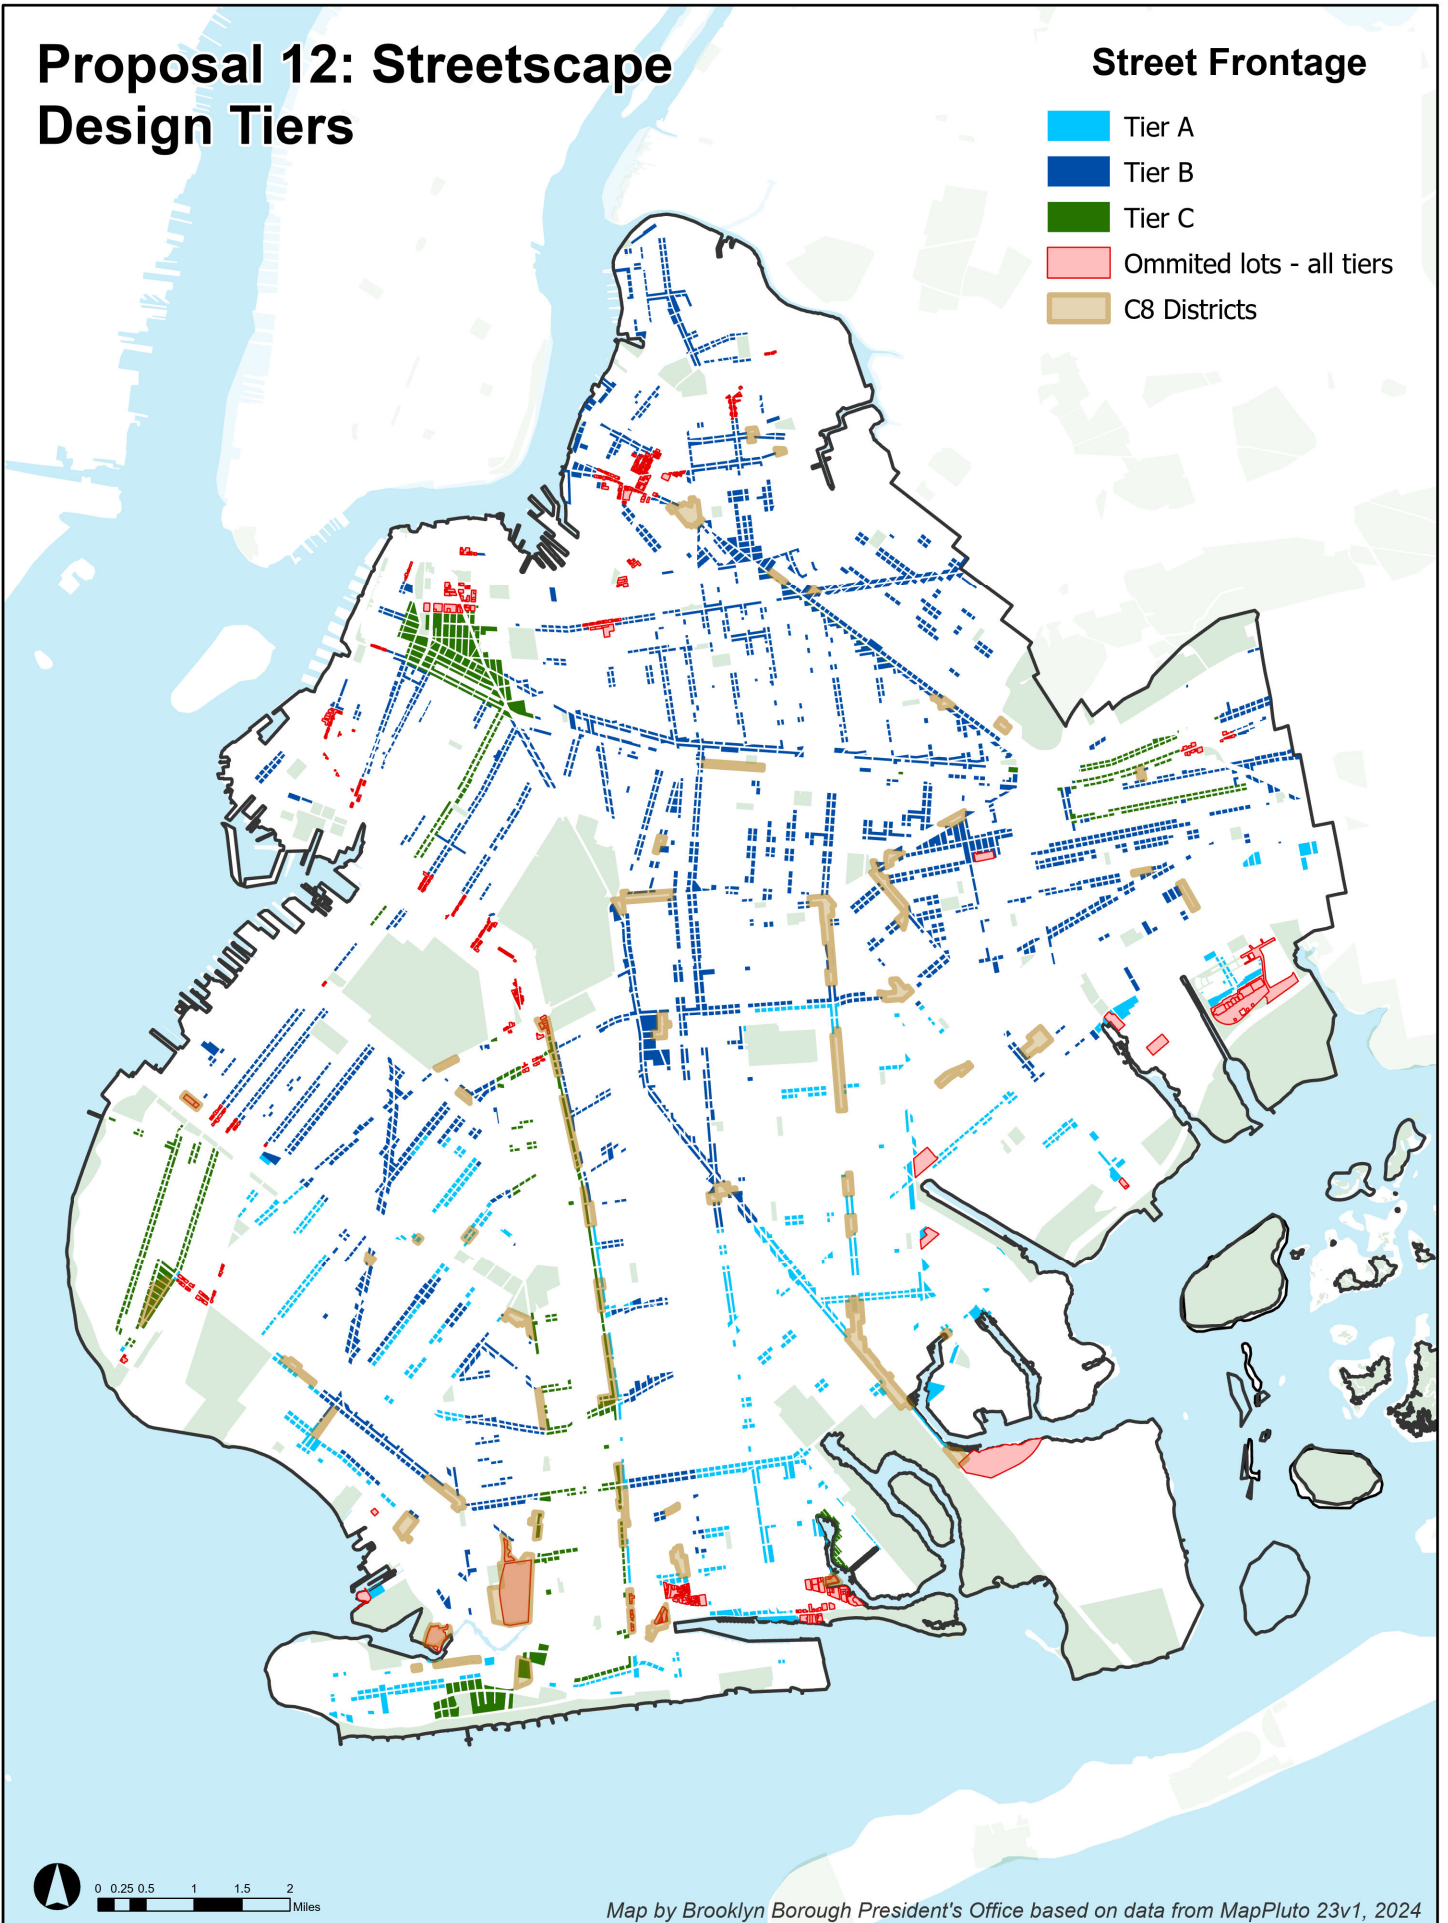 Proposal 12: Streetscape
Design Tiers
Street Frontage
Tier A
Tier B
Tier C
Ommited lots - all tiers
C8 Districts
0 0.25 0.5 1 1.5 2
Miles
Map by Brooklyn Borough President's Office based on data from MapPluto 23v1, 2024